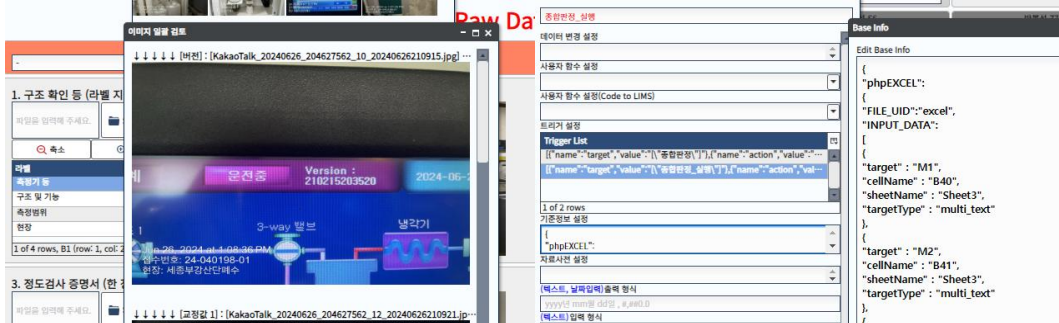 Raw Da
이미지 일괄 검토
↓ ↓ ↓ ↓ ↓ [버전] : [KakaoTalk_20240626_204627562_10_20240626210915.jpg] ···
1. 구조 확인 등 (라벨 지
파일을 입력해 주세요.
축소
라벨
측정기 등
구조 및 기능
측정범위
현장
1 of 4 rows, B1 (row: 1, col: 2
3. 정도검사 증명서 (한 장
파일을 입력해 주세요.
운전중
Version :
210215203520
2024-06-
3-way 밸브
냉각기
Jun 26, 2024 at 1:08:36 PM
접수번호: 24-040198-01
현장: 세종부강산단폐수
↓ ↓ ↓ ↓ ↓ [교정값 1] : [KakaoTalk_20240626_204627562_12_20240626210921.jp···
종합판정_실행
데이터 변경 설정
사용자 함수 설정
사용자 함수 설정(Code to LIMS)
트리거 설정
Trigger List
[{"name":"target","value":"[\"종합판정\"]"},{"name":"action","value":"···
[{"name":"target","value":"[\"종합판정_실행\"]"},{"name":"action","val···
1 of 2 rows
기준정보 설정
{
"phpEXCEL":
자료사전 설정
(텍스트, 날짜입력)출력 형식
yyyy년 mm월 dd일 , #,##0.0
(텍스트)입력 형식
Base Info
Edit Base Info
{
"phpEXCEL":
{
"FILE_UID":"excel",
"INPUT_DATA":
[
{
"target" : "M1",
"cellName" : "B40",
"sheetName" : "Sheet3",
"targetType" : "multi_text"
},
{
"target" : "M2",
"cellName" : "B41",
"sheetName" : "Sheet3",
"targetType" : "multi_text"
},
{